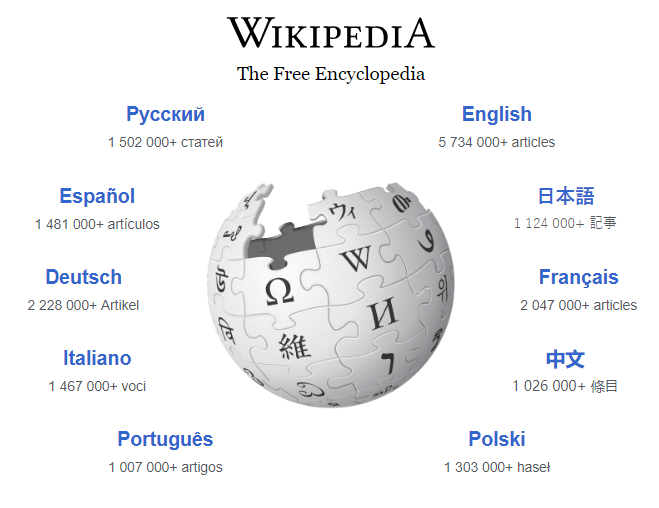 WIKIPEDIA
The Free Encyclopedia
Русский
1 502 000+ статей
English
5 734 000+ articles
Español
1 481 000+ artículos
日本語
1 124 000+ 記事
Deutsch
2 228 000+ Artikel
Français
2 047 000+ articles
Italiano
1 467 000+ voci
中文
1 026 000+ 條目
Português
1 007 000+ artigos
Polski
1 303 000+ haseł
ウィ
W
Ω
И
維